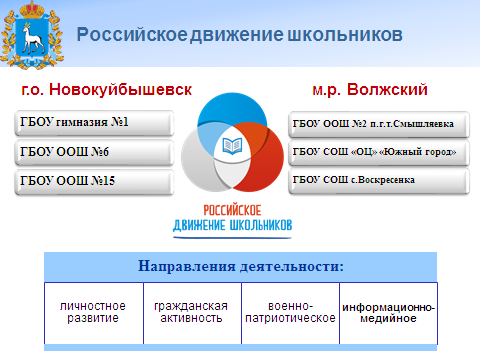 Российское движение школьников
г.о. Новокуйбышевск
м.р. Волжский
ГБОУ гимназия №1
ГБОУ ООШ №6
ГБОУ ООШ №15
ГБОУ ООШ №2 п.г.т.Смышляевка
ГБОУ СОШ «ОЦ» «Южный город»
ГБОУ СОШ с.Воскресенка
РОССИЙСКОЕ
ДВИЖЕНИЕ ШКОЛЬНИКОВ
Направления деятельности:
личностное
развитие
гражданская
активность
военно-
патриотическое
информационно-
медийное